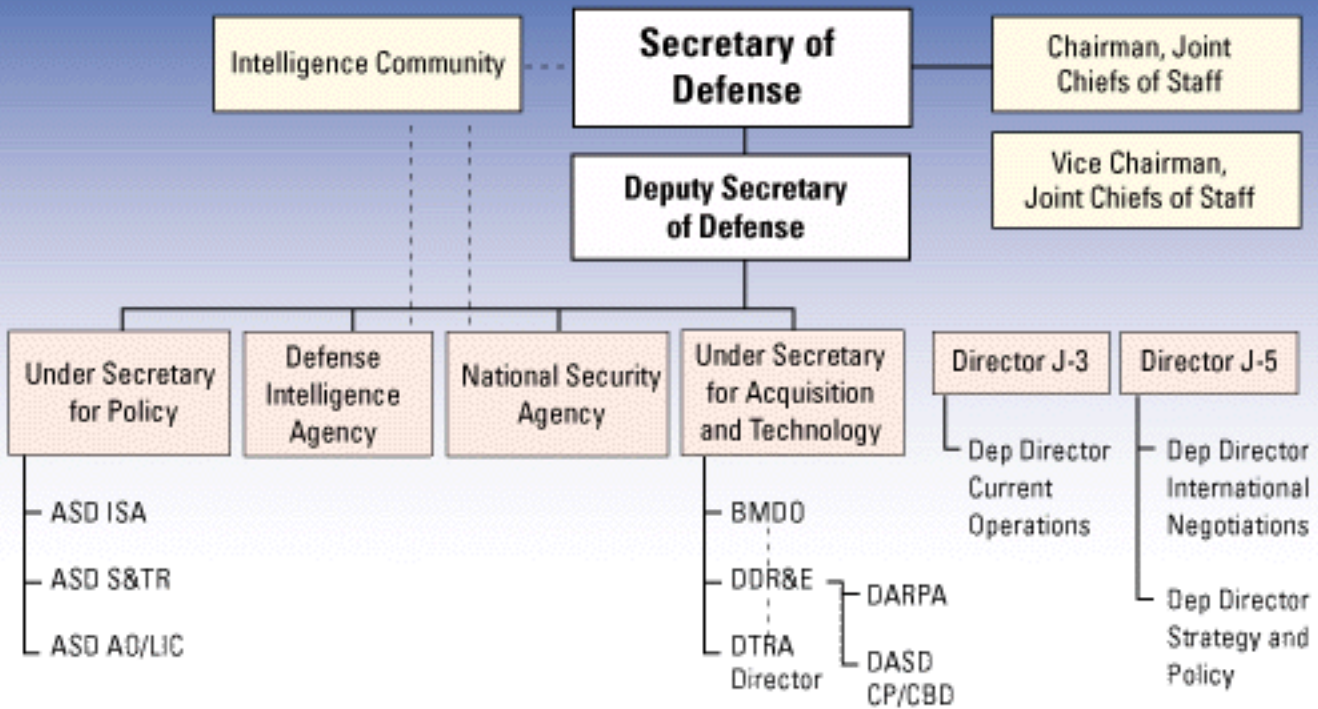 Intelligence Community
Secretary of
Defense
Chairman, Joint
Chiefs of Staff
Vice Chairman,
Joint Chiefs of Staff
Deputy Secretary
of Defense
Under Secretary
for Policy
Defense
Intelligence
Agency
National Security
Agency
Under Secretary
for Acquisition
and Technology
Director J-3
Director J-5
ASD ISA
ASD S&TR
ASD AO/LIC
BMDO
DDR&E
DTRA
Director
DARPA
DASD
CP/CBD
Dep Director
Current
Operations
Dep Director
International
Negotiations
Dep Director
Strategy and
Policy